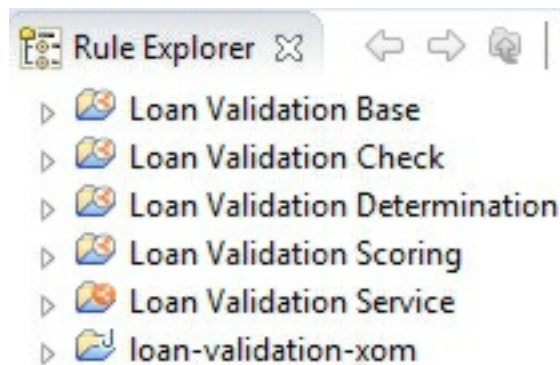 Rule Explorer
Loan Validation Base
Loan Validation Check
Loan Validation Determination
Loan Validation Scoring
Loan Validation Service
loan-validation-xom